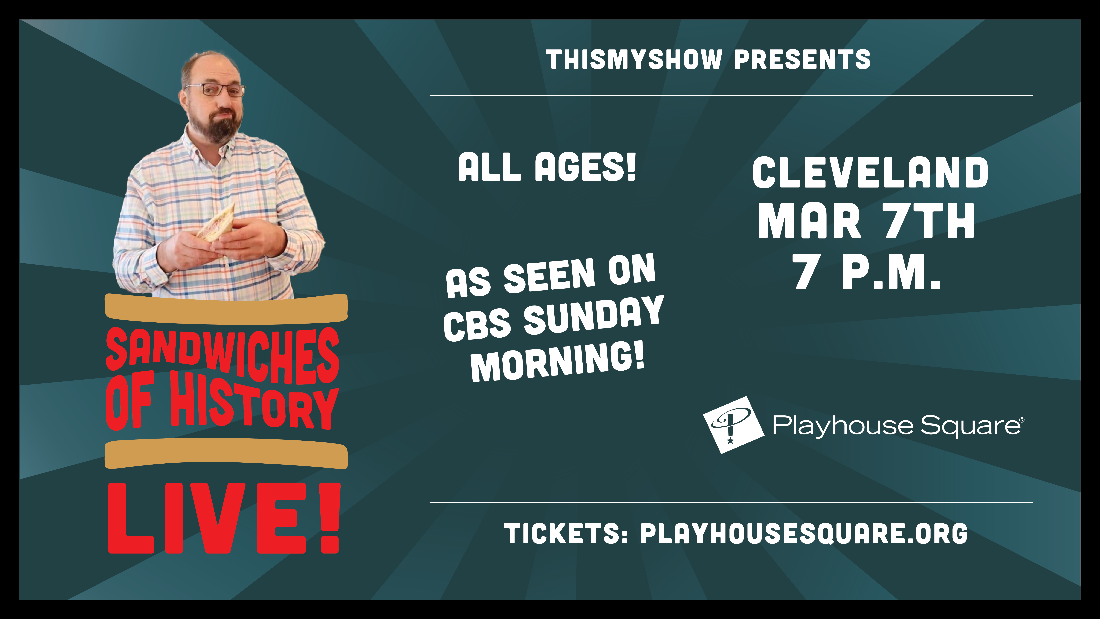 THISMYSHOW PRESENTS
ALL AGES!
AS SEEN ON
CBS SUNDAY
MORNING!
CLEVELAND
MAR 7TH
7 P.M.
SANDWICHES
OF HISTORY
LIVE!
Playhouse Square®
TICKETS: PLAYHOUSESQUARE.ORG